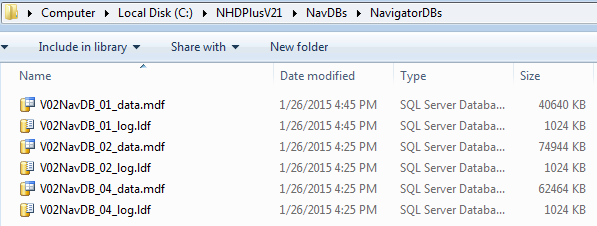 Computer ▸ Local Disk (C:) ▸ NHDPlusV21 ▸ NavDBs ▸ NavigatorDBs
Include in library Share with New folder
Name Date modified Type Size
V02NavDB_01_data.mdf 1/26/2015 4:45 PM SQL Server Databa... 40640 KB
V02NavDB_01_log.ldf 1/26/2015 4:45 PM SQL Server Databa... 1024 KB
V02NavDB_02_data.mdf 1/26/2015 4:25 PM SQL Server Databa... 74944 KB
V02NavDB_02_log.ldf 1/26/2015 4:25 PM SQL Server Databa... 1024 KB
V02NavDB_04_data.mdf 1/26/2015 4:25 PM SQL Server Databa... 62464 KB
V02NavDB_04_log.ldf 1/26/2015 4:25 PM SQL Server Databa... 1024 KB